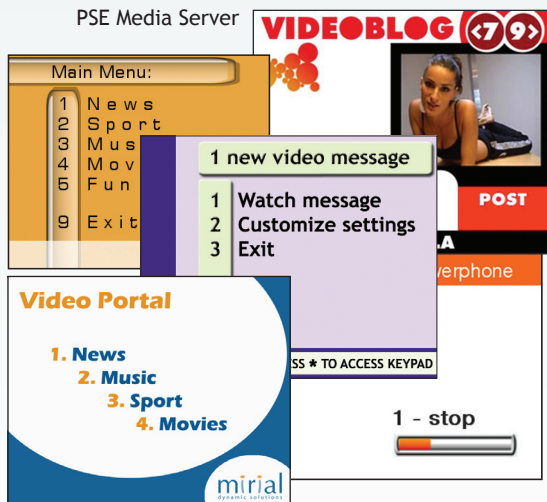 PSE Media Server
VIDEOBLOG <7 9>
Main Menu:
1 News
2 Sport
3 Mus
4 Mov
5 Fun
9 Exit
1 new video message
1 Watch message
2 Customize settings
3 Exit
SS * TO ACCESS KEYPAD
POST
LA
verphone
1 - stop
Video Portal
1. News
2. Music
3. Sport
4. Movies
mirial
dynamic solutions